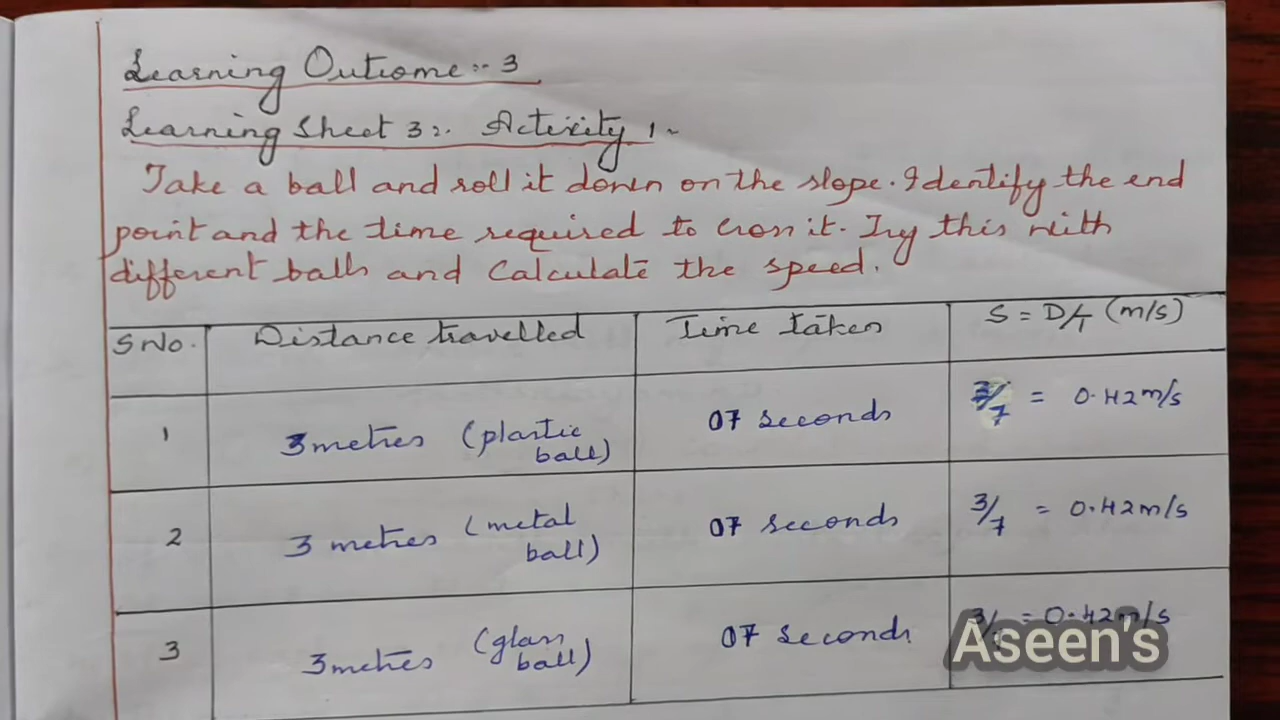 Learning Outcome:- 3
Learning Sheet 3:- Activity 1-
Take a ball and roll it down on the slope. Identify the end
point and the time required to cross it. Try this with
different balls and calculate the speed.
S No. Distance travelled Time taken S = D/T (m/s)
1 3 metres (plastic ball) 07 seconds 3/7 = 0.42 m/s
2 3 metres (metal ball) 07 seconds 3/7 = 0.42 m/s
3 3 metres (glass ball) 07 seconds 3/ = 0.42 m/s
Aseen's